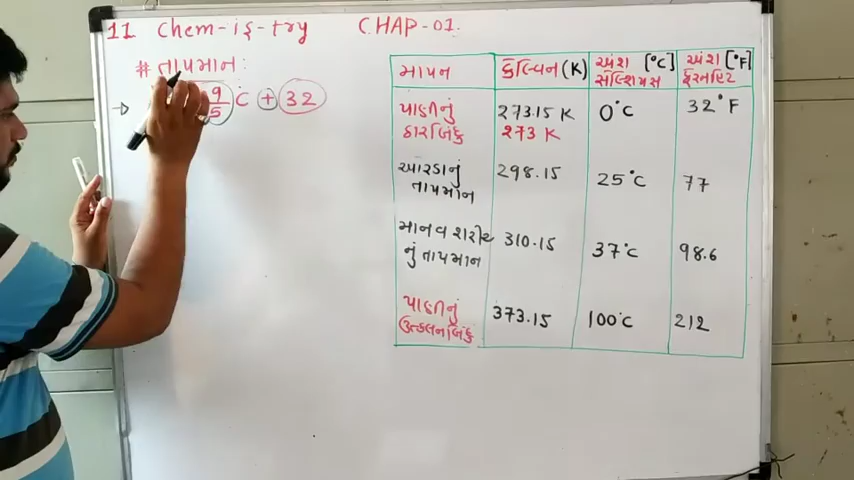 11 Chem-is-try CHAP-01.
# તાપમાન:
→ 9/5 c + 32
માપન કેલ્વિન (K) અંશ [°C] સેલ્શિયસ અંશ [°F] ફેરનહિટ
પાણીનું ઠારબિંદુ 273.15 K 273 K 0°C 32°F
ઓરડાનું તાપમાન 298.15 25°C 77
માનવ શરીરનું તાપમાન 310.15 37°C 98.6
પાણીનું ઉત્કલનબિંદુ 373.15 100°C 212